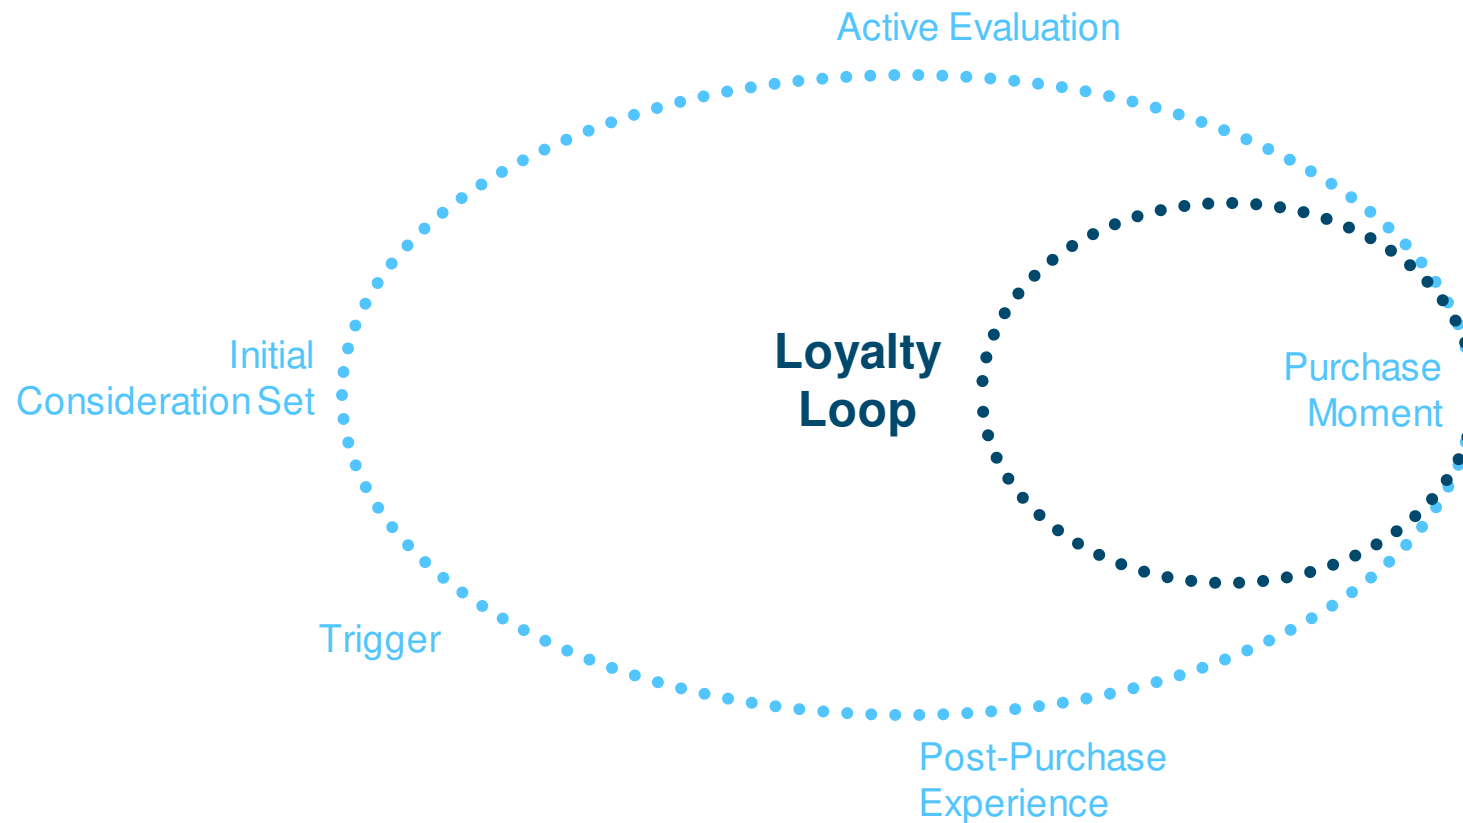 Active Evaluation
Initial
Consideration Set
Loyalty
Loop
Purchase
Moment
Trigger
Post-Purchase
Experience